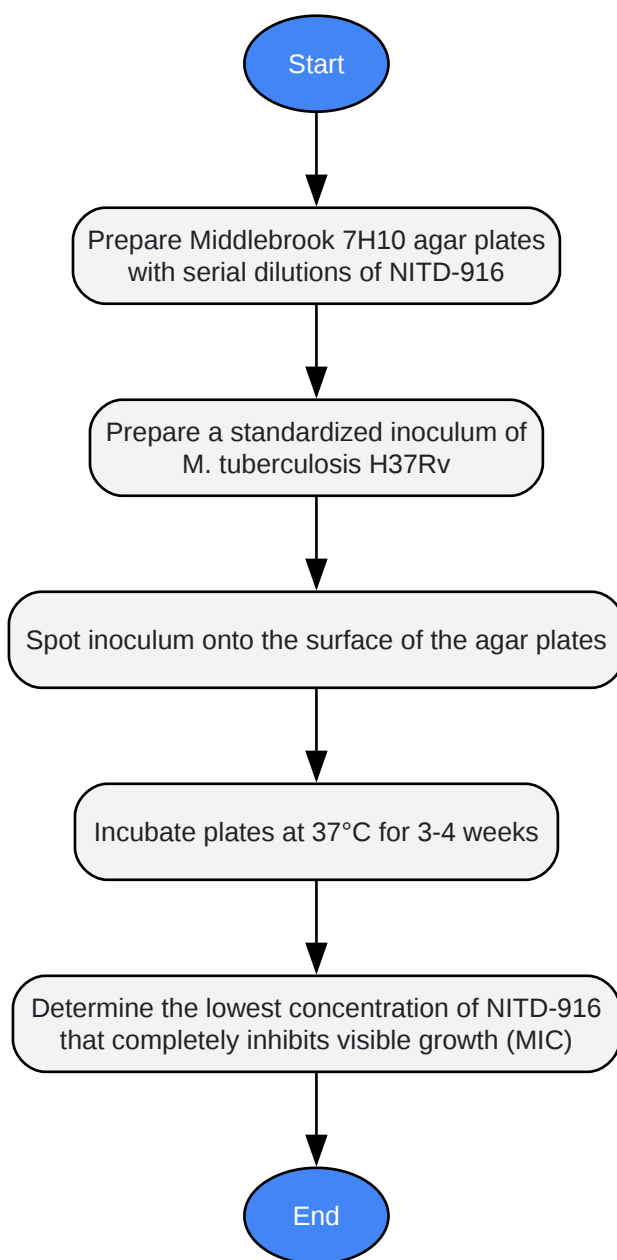 Start
Prepare Middlebrook 7H10 agar plates
with serial dilutions of NITD-916
Prepare a standardized inoculum of
M. tuberculosis H37Rv
Spot inoculum onto the surface of the agar plates
Incubate plates at 37°C for 3-4 weeks
Determine the lowest concentration of NITD-916
that completely inhibits visible growth (MIC)
End